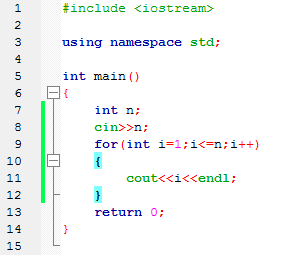 1 #include <iostream>
2
3 using namespace std;
4
5 int main()
6 {
7 int n;
8 cin>>n;
9 for(int i=1;i<=n;i++)
10 {
11 cout<<i<<endl;
12 }
13 return 0;
14 }
15